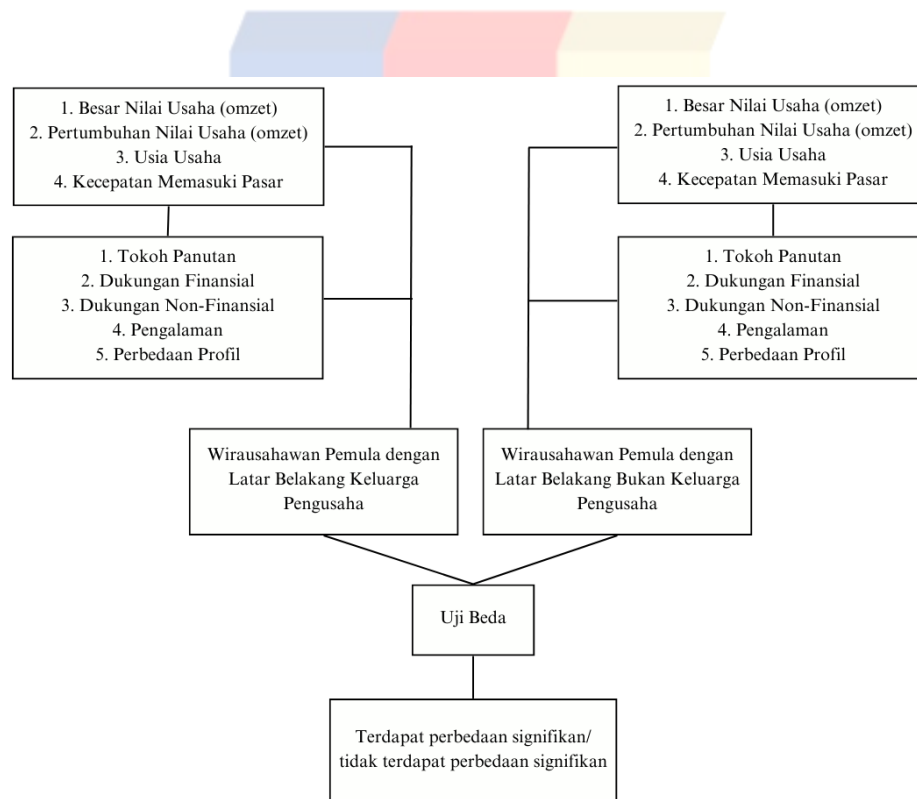 1. Besar Nilai Usaha (omzet)
2. Pertumbuhan Nilai Usaha (omzet)
3. Usia Usaha
4. Kecepatan Memasuki Pasar
1. Besar Nilai Usaha (omzet)
2. Pertumbuhan Nilai Usaha (omzet)
3. Usia Usaha
4. Kecepatan Memasuki Pasar
1. Tokoh Panutan
2. Dukungan Finansial
3. Dukungan Non-Finansial
4. Pengalaman
5. Perbedaan Profil
1. Tokoh Panutan
2. Dukungan Finansial
3. Dukungan Non-Finansial
4. Pengalaman
5. Perbedaan Profil
Wirausahawan Pemula dengan
Latar Belakang Keluarga
Pengusaha
Wirausahawan Pemula dengan
Latar Belakang Bukan Keluarga
Pengusaha
Uji Beda
Terdapat perbedaan signifikan/
tidak terdapat perbedaan signifikan